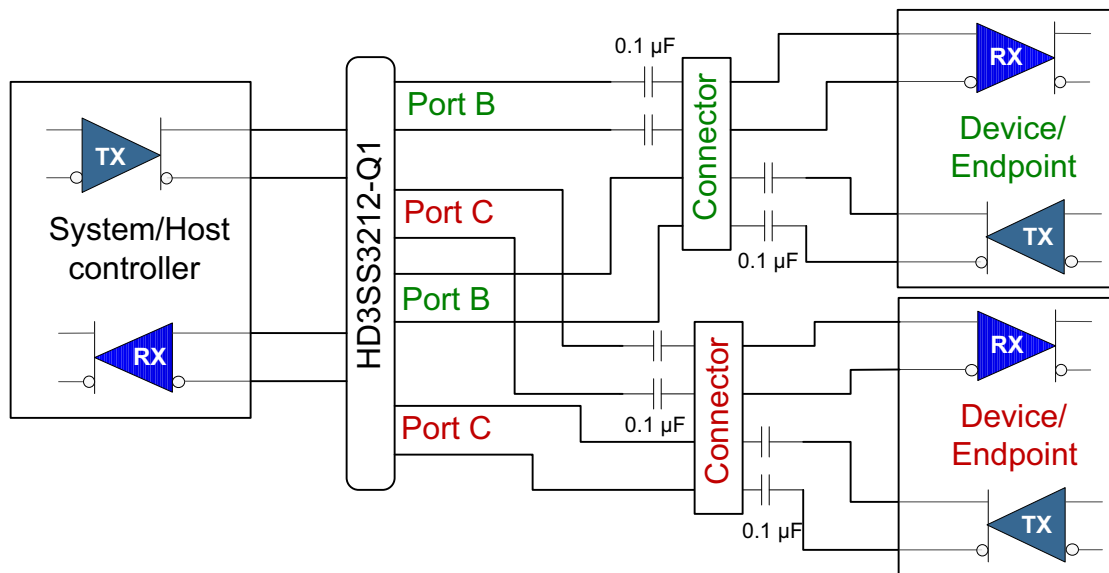 0.1 µF
RX
Port B
TX
Device/
Endpoint
Connector
HD3SS3212-Q1
Port C
System/Host
controller
TX
0.1 µF
Port B
RX
RX
0.1 µF
Port C
Connector
Device/
Endpoint
TX
0.1 µF